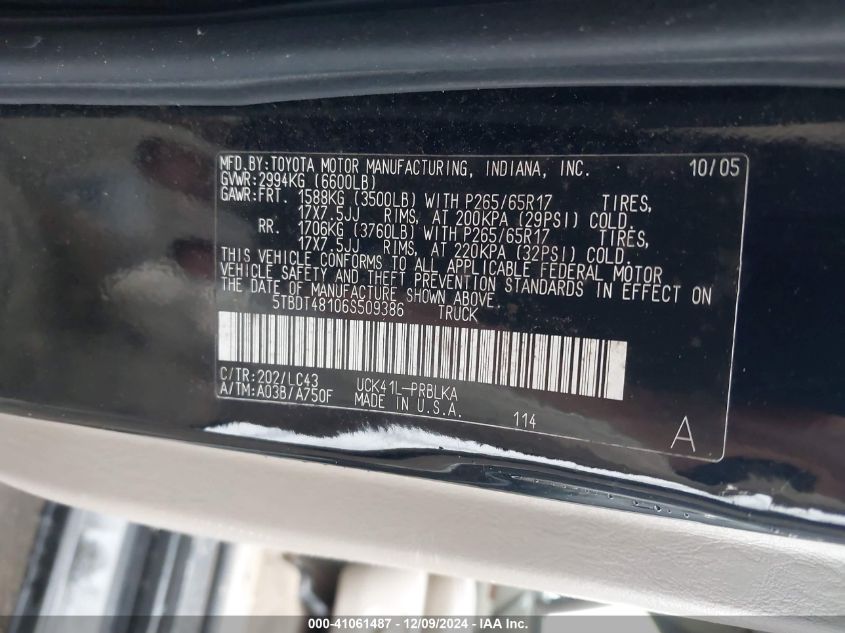 MFD.BY:TOYOTA MOTOR MANUFACTURING, INDIANA, INC. 10/05
GVWR:2994KG (6600LB)
GAWR:FRT. 1588KG (3500LB) WITH P265/65R17 TIRES,
17X7.5JJ RIMS, AT 200KPA (29PSI) COLD.
RR. 1706KG (3760LB) WITH P265/65R17 TIRES,
17X7.5JJ RIMS, AT 220KPA (32PSI) COLD.
THIS VEHICLE CONFORMS TO ALL APPLICABLE FEDERAL MOTOR
VEHICLE SAFETY AND THEFT PREVENTION STANDARDS IN EFFECT ON
THE DATE OF MANUFACTURE SHOWN ABOVE.
5TBDT48106S509386 TRUCK
C/TR:202/LC43 UCK41L-PRBLKA
A/TM:A03B/A750F MADE IN U.S.A.
114
A
000-41061487 - 12/09/2024 - IAA Inc.